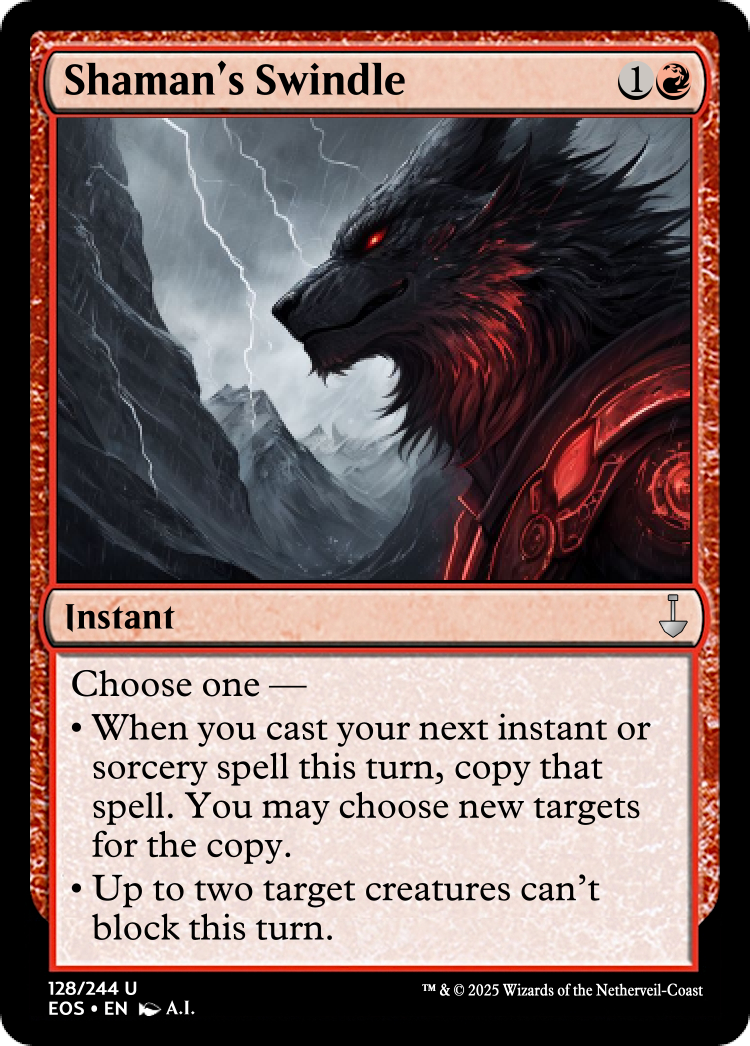 Shaman's Swindle 1
Instant
Choose one —
• When you cast your next instant or
sorcery spell this turn, copy that
spell. You may choose new targets
for the copy.
• Up to two target creatures can't
block this turn.
128/244 U
EOS • EN A.I.
™ & © 2025 Wizards of the Netherveil-Coast